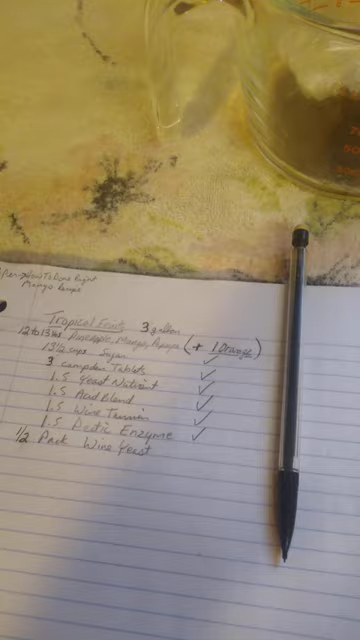 Mango Recipe
Tropical Fruits 3 gallon
12 to 13 Pineapple, Mango, Papaya (+ 1 Orange)
13 1/2 cups Sugar ✓
3 campden Tablets ✓
1.5 Yeast Nutrient ✓
1.5 Acid Blend ✓
1.5 Wine Tannin ✓
1.5 Pectic Enzyme ✓
1/2 Pack Wine Yeast